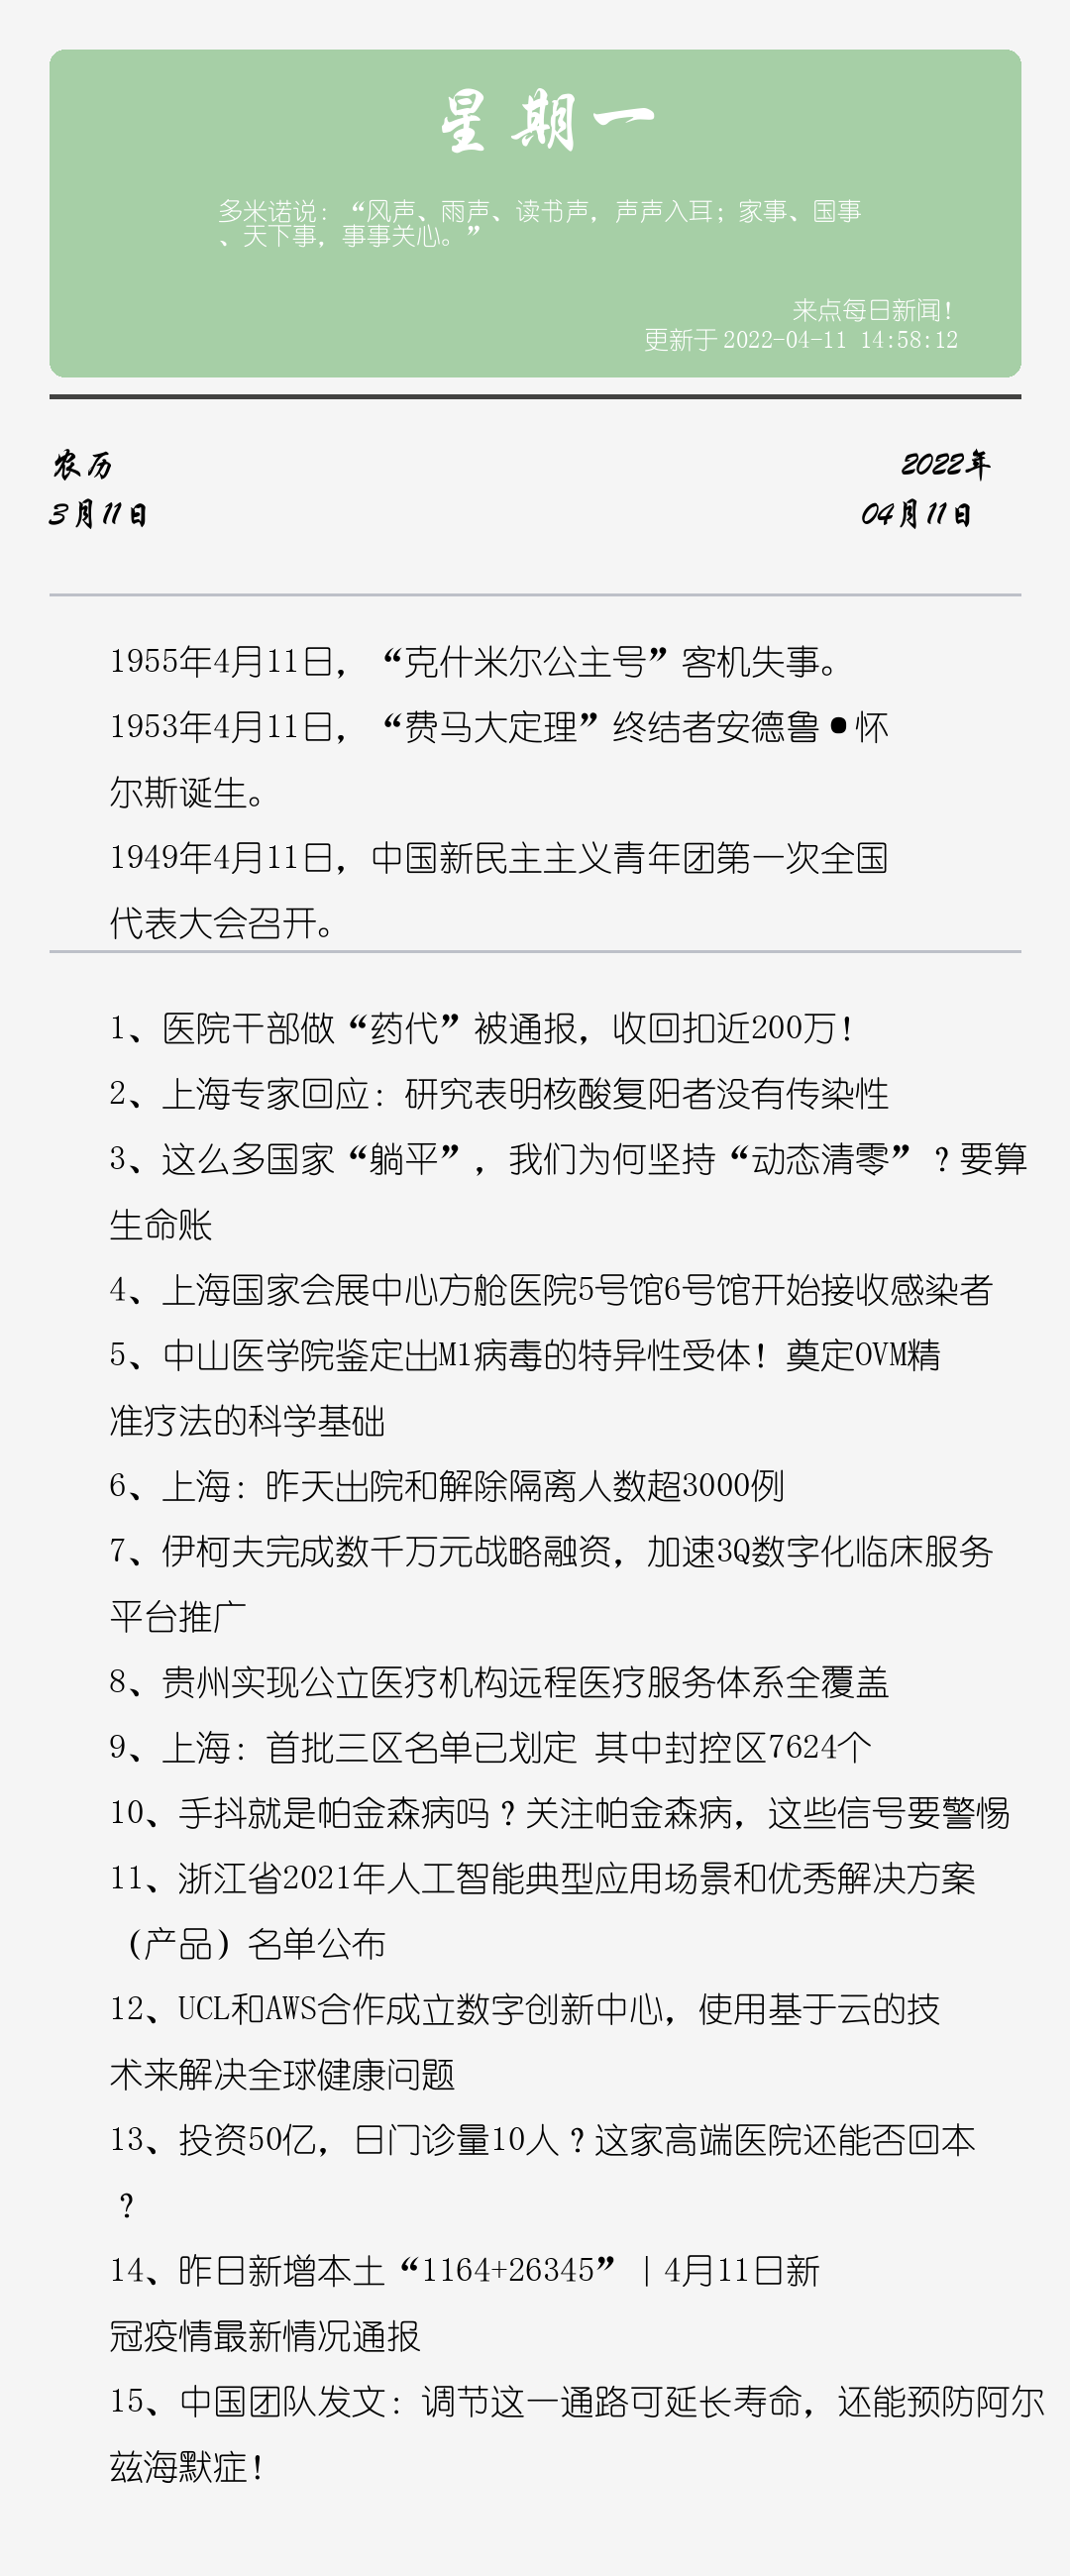 星期一
多米诺说：“风声、雨声、读书声，声声入耳；家事、国事
、天下事，事事关心。”
来点每日新闻！
更新于 2022-04-11 14:58:12
农历
2022年
3月11日
04月11日
1955年4月11日，“克什米尔公主号”客机失事。
1953年4月11日，“费马大定理”终结者安德鲁•怀
尔斯诞生。
1949年4月11日，中国新民主主义青年团第一次全国
代表大会召开。
1、医院干部做“药代”被通报，收回扣近200万！
2、上海专家回应：研究表明核酸复阳者没有传染性
3、这么多国家“躺平”，我们为何坚持“动态清零”？要算
生命账
4、上海国家会展中心方舱医院5号馆6号馆开始接收感染者
5、中山医学院鉴定出M1病毒的特异性受体！奠定OVM精
准疗法的科学基础
6、上海：昨天出院和解除隔离人数超3000例
7、伊柯夫完成数千万元战略融资，加速3Q数字化临床服务
平台推广
8、贵州实现公立医疗机构远程医疗服务体系全覆盖
9、上海：首批三区名单已划定 其中封控区7624个
10、手抖就是帕金森病吗？关注帕金森病，这些信号要警惕
11、浙江省2021年人工智能典型应用场景和优秀解决方案
（产品）名单公布
12、UCL和AWS合作成立数字创新中心，使用基于云的技
术来解决全球健康问题
13、投资50亿，日门诊量10人？这家高端医院还能否回本
？
14、昨日新增本土“1164+26345”｜4月11日新
冠疫情最新情况通报
15、中国团队发文：调节这一通路可延长寿命，还能预防阿尔
兹海默症！